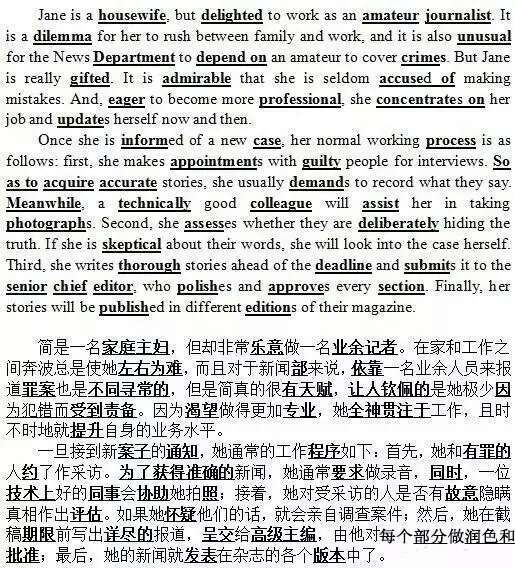 Jane is a housewife, but delighted to work as an amateur journalist. It
is a dilemma for her to rush between family and work, and it is also unusual
for the News Department to depend on an amateur to cover crimes. But Jane
is really gifted. It is admirable that she is seldom accused of making
mistakes. And, eager to become more professional, she concentrates on her
job and updates herself now and then.
Once she is informed of a new case, her normal working process is as
follows: first, she makes appointments with guilty people for interviews. So
as to acquire accurate stories, she usually demands to record what they say.
Meanwhile, a technically good colleague will assist her in taking
photographs. Second, she assesses whether they are deliberately hiding the
truth. If she is skeptical about their words, she will look into the case herself.
Third, she writes thorough stories ahead of the deadline and submits it to the
senior chief editor, who polishes and approves every section. Finally, her
stories will be published in different editions of their magazine.
简是一名家庭主妇，但却非常乐意做一名业余记者。在家和工作之
间奔波总是使她左右为难，而且对于新闻部来说，依靠一名业余人员来报
道罪案也是不同寻常的，但是简真的很有天赋，让人钦佩的是她极少因
为犯错而受到责备。因为渴望做得更加专业，她全神贯注于工作，且时
不时地就提升自身的业务水平。
一旦接到新案子的通知，她通常的工作程序如下：首先，她和有罪的
人约了作采访。为了获得准确的新闻，她通常要求做录音，同时，一位
技术上好的同事会协助她拍照；接着，她对受采访的人是否有故意隐瞒
真相作出评估。如果她怀疑他们的话，就会亲自调查案件；然后，她在截
稿期限前写出详尽的报道，呈交给高级主编，由他对每个部分做润色和
批准；最后，她的新闻就发表在杂志的各个版本中了。